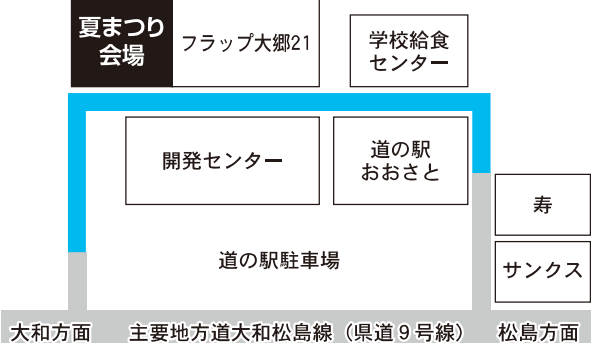 夏まつり
会場
フラップ大郷21
学校給食
センター
開発センター
道の駅
おおさと
寿
道の駅駐車場
サンクス
大和方面
主要地方道大和松島線（県道９号線）
松島方面